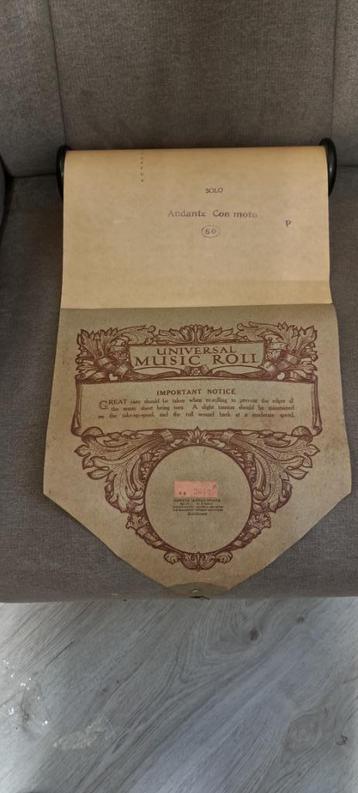 SOLO
Andante Con moto
P
60
UNIVERSAL
MUSIC ROLL
IMPORTANT NOTICE
GREAT care should be taken when re-rolling to prevent the edges of
the music sheet being torn. A slight tension should be maintained
on the take-up-spool, and the roll wound back at a moderate speed.